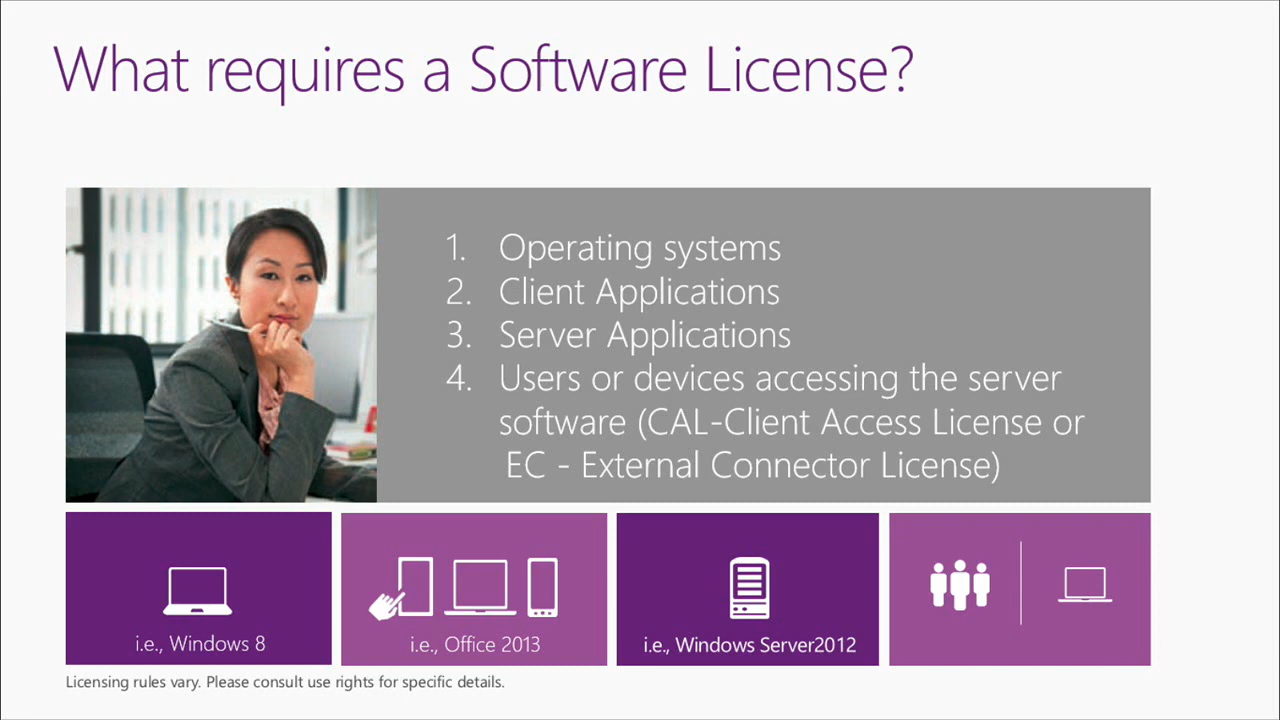 What requires a Software License?
1. Operating systems
2. Client Applications
3. Server Applications
4. Users or devices accessing the server
software (CAL-Client Access License or
EC - External Connector License)
i.e., Windows 8
i.e., Office 2013
i.e., Windows Server2012
Licensing rules vary. Please consult use rights for specific details.